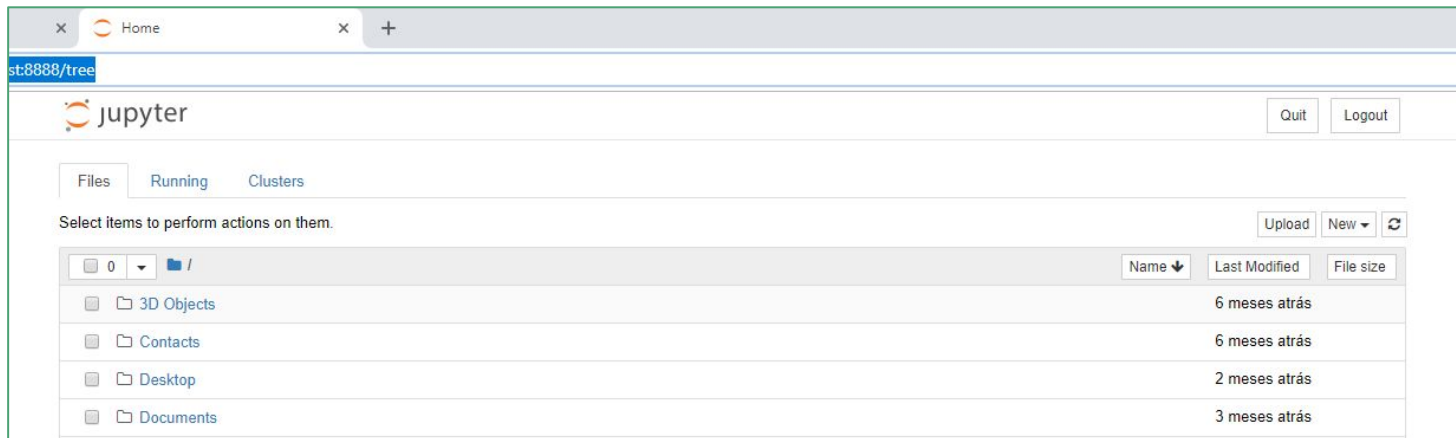 Home
st:8888/tree
jupyter
Quit Logout
Files Running Clusters
Select items to perform actions on them.
Upload New
0 / Name Last Modified File size
3D Objects 6 meses atrás
Contacts 6 meses atrás
Desktop 2 meses atrás
Documents 3 meses atrás